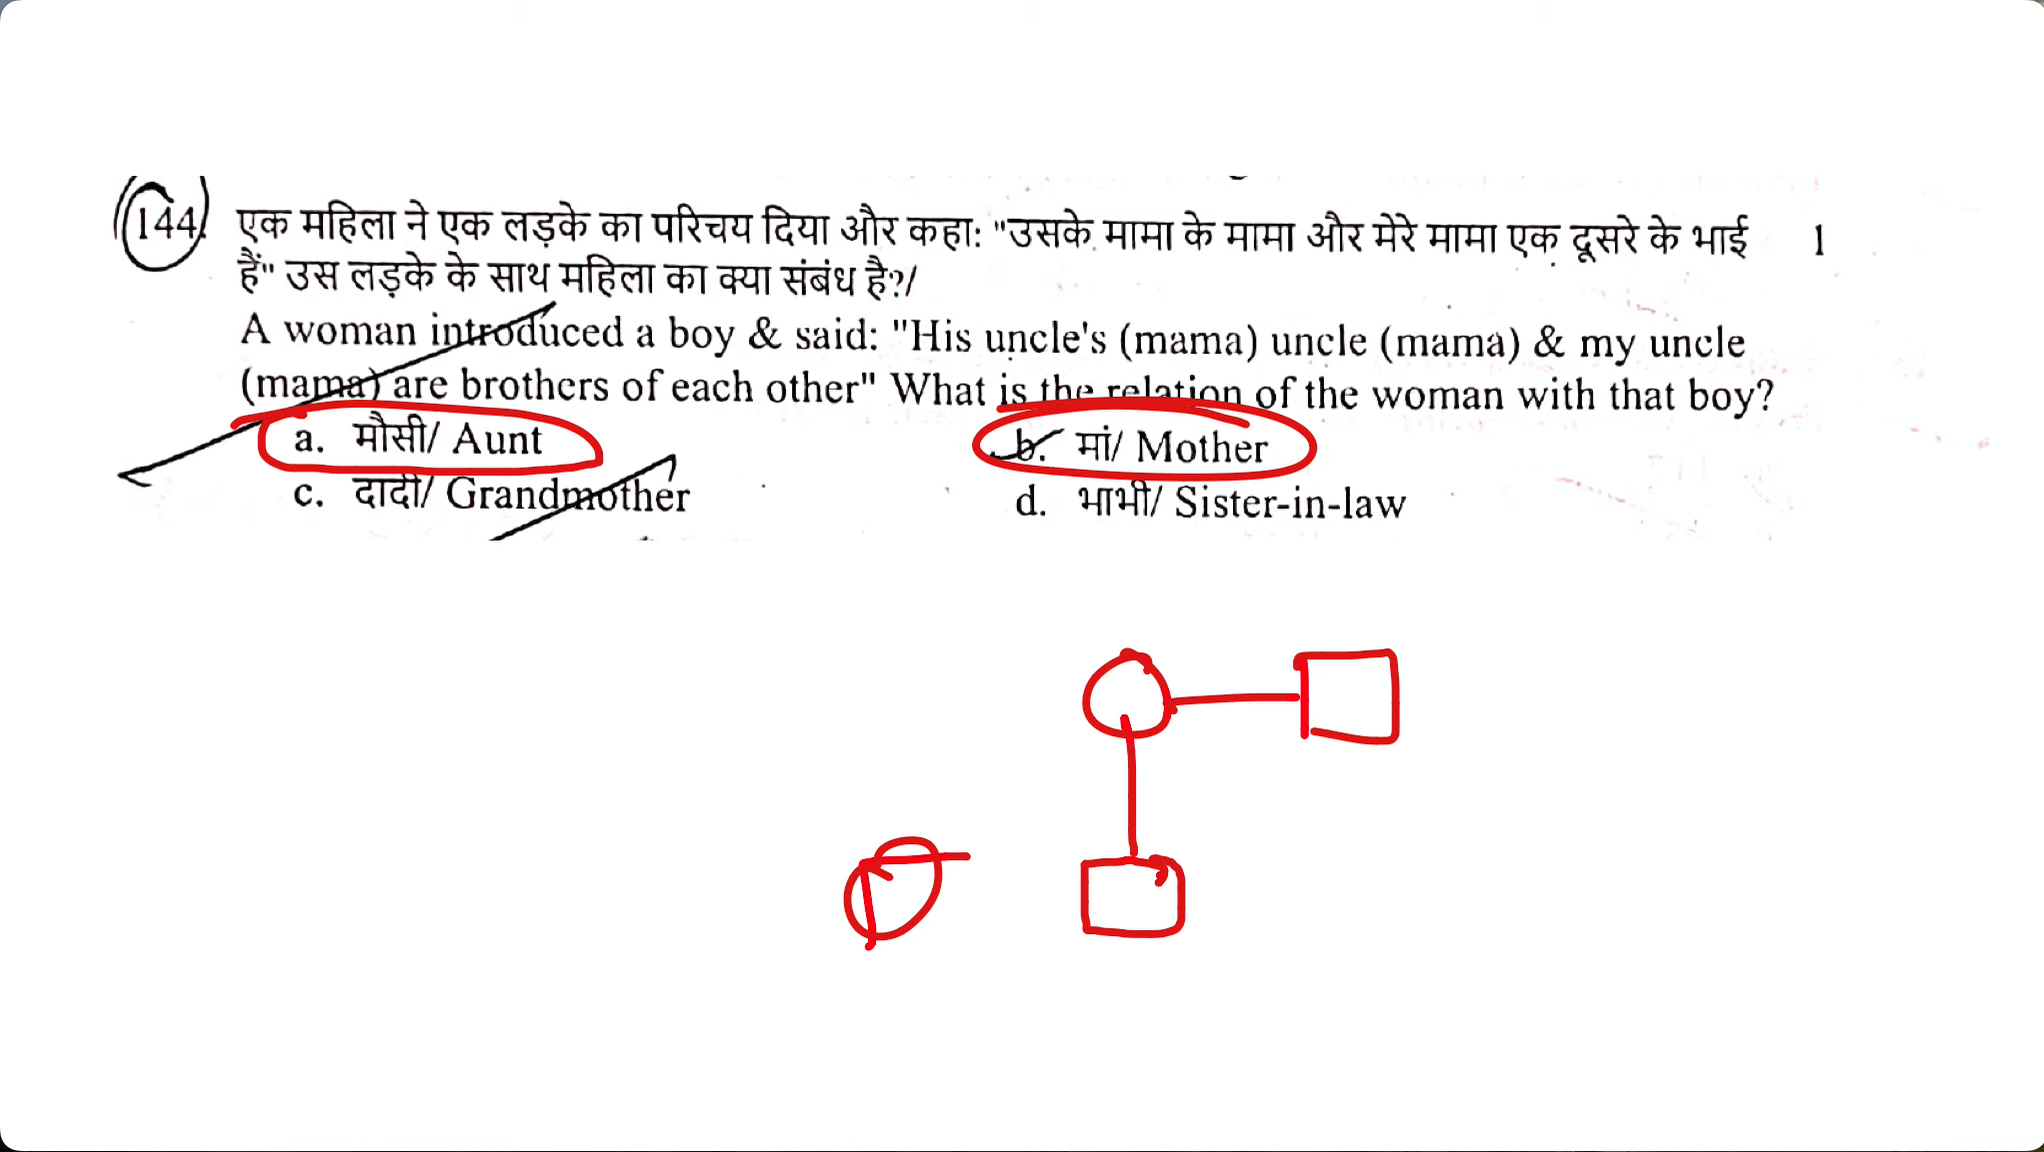 144. एक महिला ने एक लड़के का परिचय दिया और कहा: "उसके मामा के मामा और मेरे मामा एक दूसरे के भाई 1
हैं" उस लड़के के साथ महिला का क्या संबंध है?/
A woman introduced a boy & said: "His uncle's (mama) uncle (mama) & my uncle
(mama) are brothers of each other" What is the relation of the woman with that boy?
a. मौसी/ Aunt b. मां/ Mother
c. दादी/ Grandmother d. भाभी/ Sister-in-law